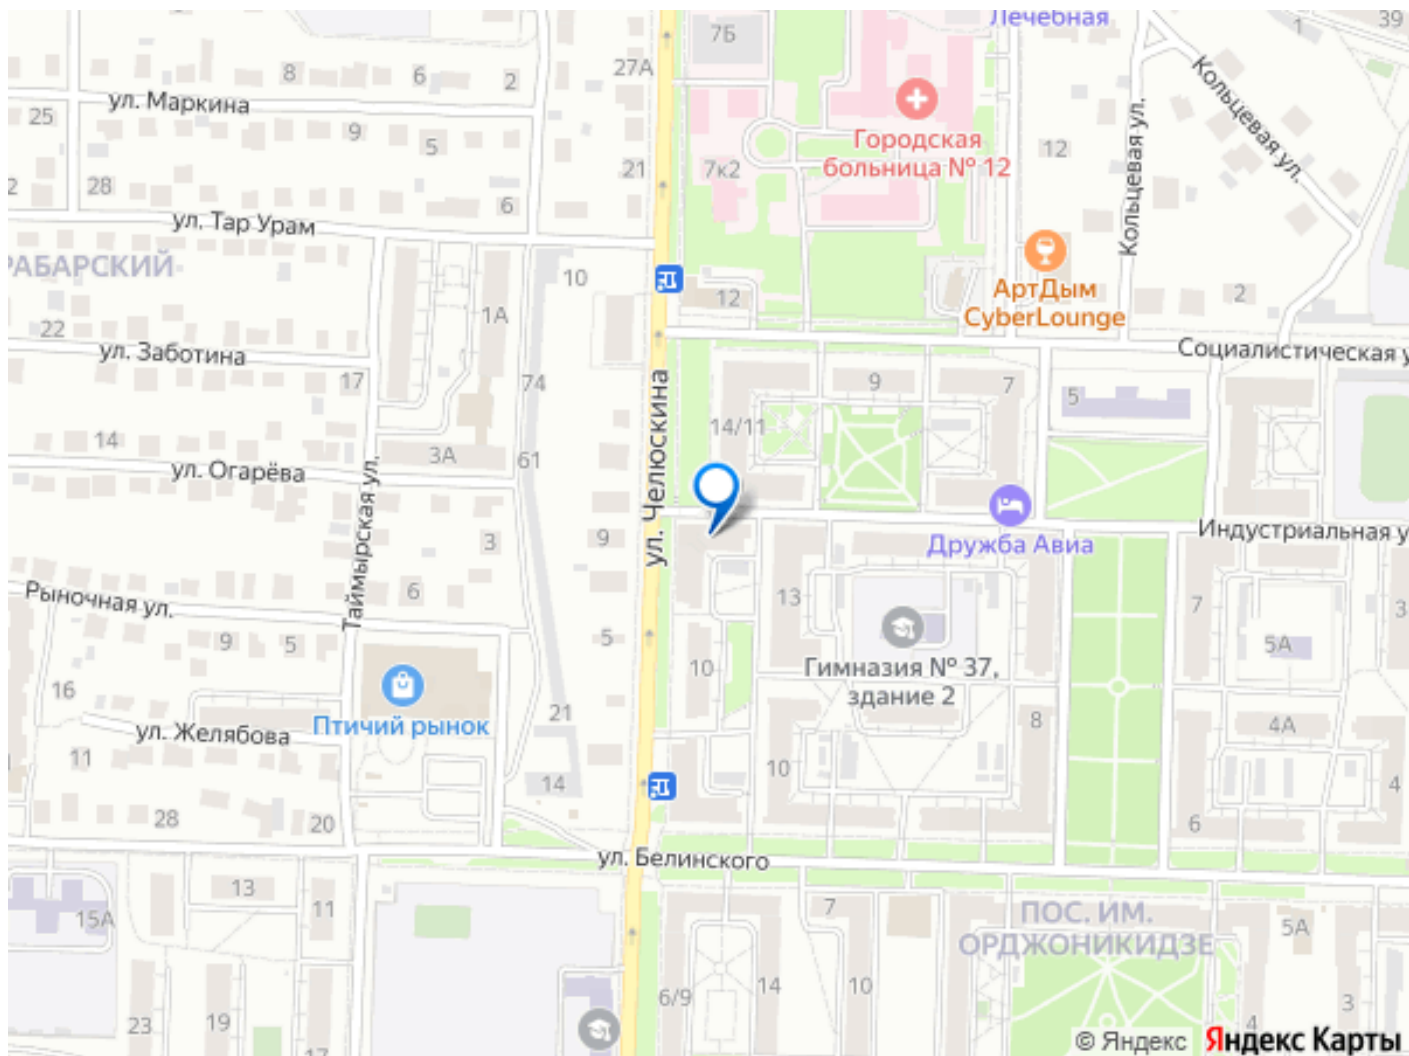 Лечебная
39
1
7Б
27А
8
6
2
ул. Маркина
25
9
5
Городская
больница № 12
12
Кольцевая ул.
Кольцевая ул.
21
7к2
2
28
6
ул. Тар Урам
РАБАРСКИЙ
10
12
АртДым
CyberLounge
2
1А
22
ул. Заботина
Социалистическая у
17
74
9
7
5
ул. Челюскина
14/11
14
3А
61
ул. Огарёва
Таймырская ул.
3
9
Дружба Авиа
Индустриальная у
Рыночная ул.
6
13
7
3
9
5
5
10
Гимназия № 37,
здание 2
5А
16
Птичий рынок
21
8
4А
ул. Желябова
11
14
10
4
28
20
6
ул. Белинского
13
11
15А
7
ПОС. ИМ.
ОРДЖОНИКИДЗЕ
5А
6/9
14
10
23
19
17
4
3
© Яндекс Яндекс Карты